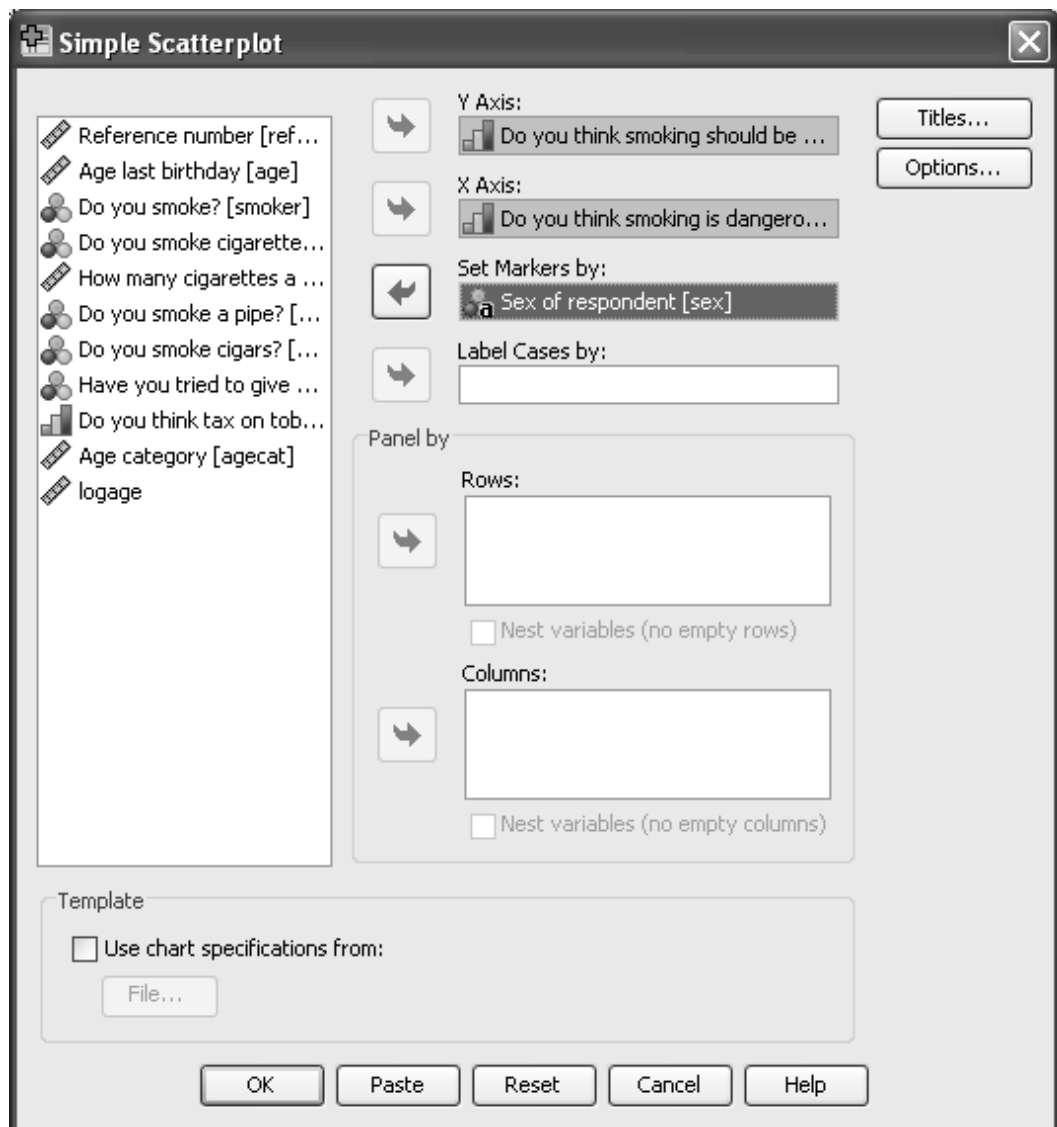 Simple Scatterplot
Reference number [ref...
Age last birthday [age]
Do you smoke? [smoker]
Do you smoke cigarette...
How many cigarettes a ...
Do you smoke a pipe? [...
Do you smoke cigars? [...
Have you tried to give ...
Do you think tax on tob...
Age category [agecat]
logage
Y Axis:
Do you think smoking should be ...
X Axis:
Do you think smoking is dangero...
Set Markers by:
a Sex of respondent [sex]
Label Cases by:
Panel by
Rows:
Nest variables (no empty rows)
Columns:
Nest variables (no empty columns)
Titles...
Options...
Template
Use chart specifications from:
File...
OK Paste Reset Cancel Help